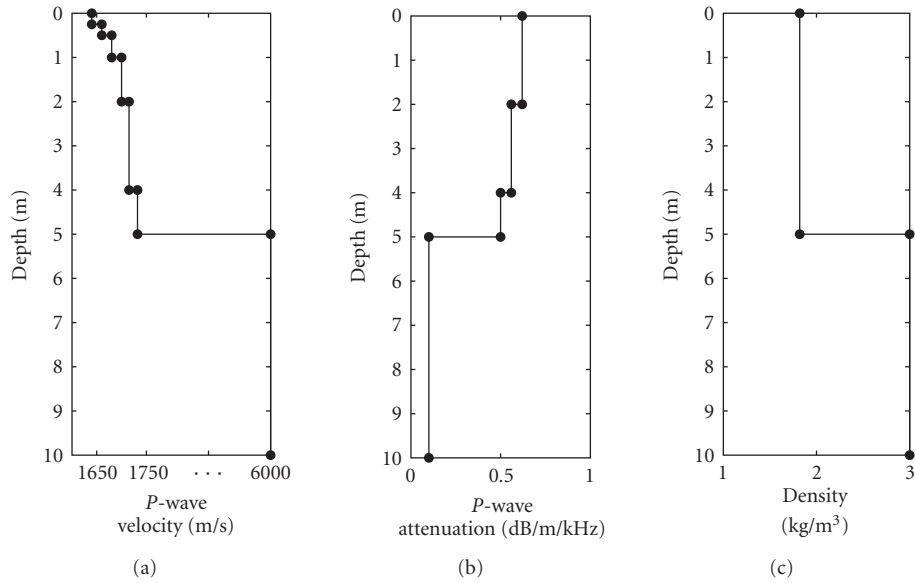 0
1
2
3
4
5
6
7
8
9
10
Depth (m)
1650 1750 · · · 6000
P-wave
velocity (m/s)
(a)
0
1
2
3
4
5
6
7
8
9
10
Depth (m)
0 0.5 1
P-wave
attenuation (dB/m/kHz)
(b)
0
1
2
3
4
5
6
7
8
9
10
Depth (m)
1 2 3
Density
(kg/m³)
(c)